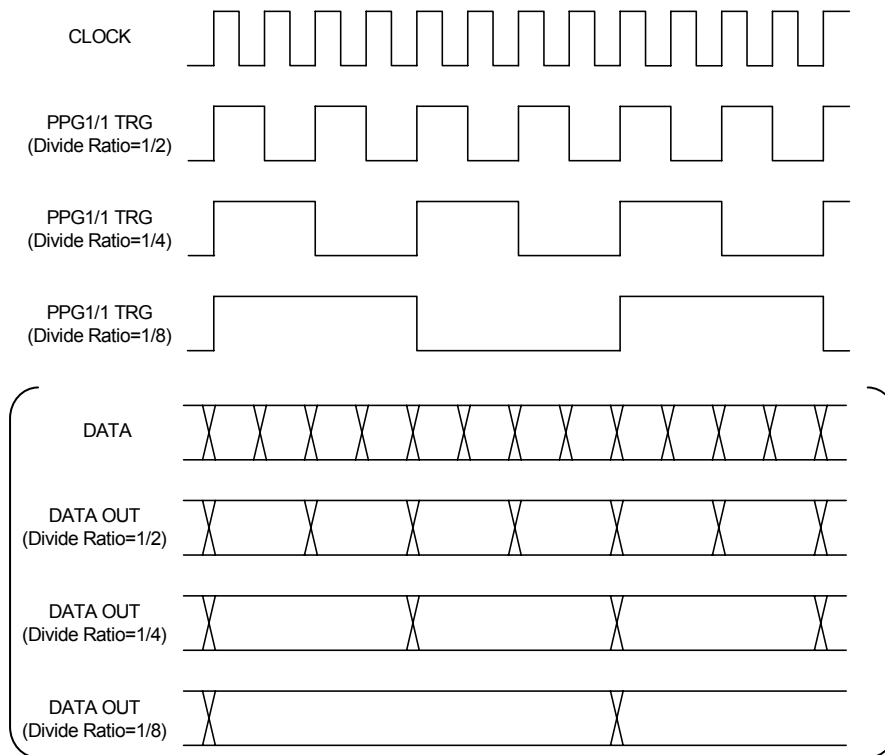 CLOCK
PPG1/1 TRG
(Divide Ratio=1/2)
PPG1/1 TRG
(Divide Ratio=1/4)
PPG1/1 TRG
(Divide Ratio=1/8)
DATA
DATA OUT
(Divide Ratio=1/2)
DATA OUT
(Divide Ratio=1/4)
DATA OUT
(Divide Ratio=1/8)